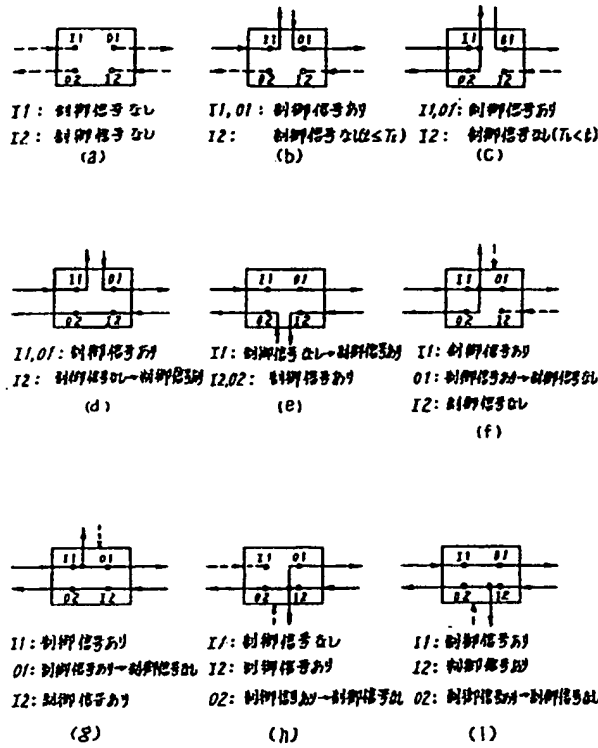 I1 O1
O2 I2
I1: 制御信号なし
I2: 制御信号なし
(a)
I1 O1
O2 I2
I1,O1: 制御信号あり
I2: 制御信号なし
(b)
I1 O1
O2 I2
I1,O1: 制御信号あり
I2: 制御信号なし
(c)
I1 O1
O2 I2
I1,O1: 制御信号あり
I2: 制御信号なし→制御信号あり
(d)
I1 O1
O2 I2
I1: 制御信号なし→制御信号あり
I2,O2: 制御信号あり
(e)
I1 O1
O2 I2
I1: 制御信号あり
O1: 制御信号あり→制御信号なし
I2: 制御信号なし
(f)
I1 O1
O2 I2
I1: 制御信号あり
O1: 制御信号あり→制御信号なし
I2: 制御信号あり
(g)
I1 O1
O2 I2
I1: 制御信号なし
I2: 制御信号あり
O2: 制御信号あり→制御信号なし
(h)
I1 O1
O2 I2
I1: 制御信号あり
I2: 制御信号あり
O2: 制御信号あり→制御信号なし
(i)